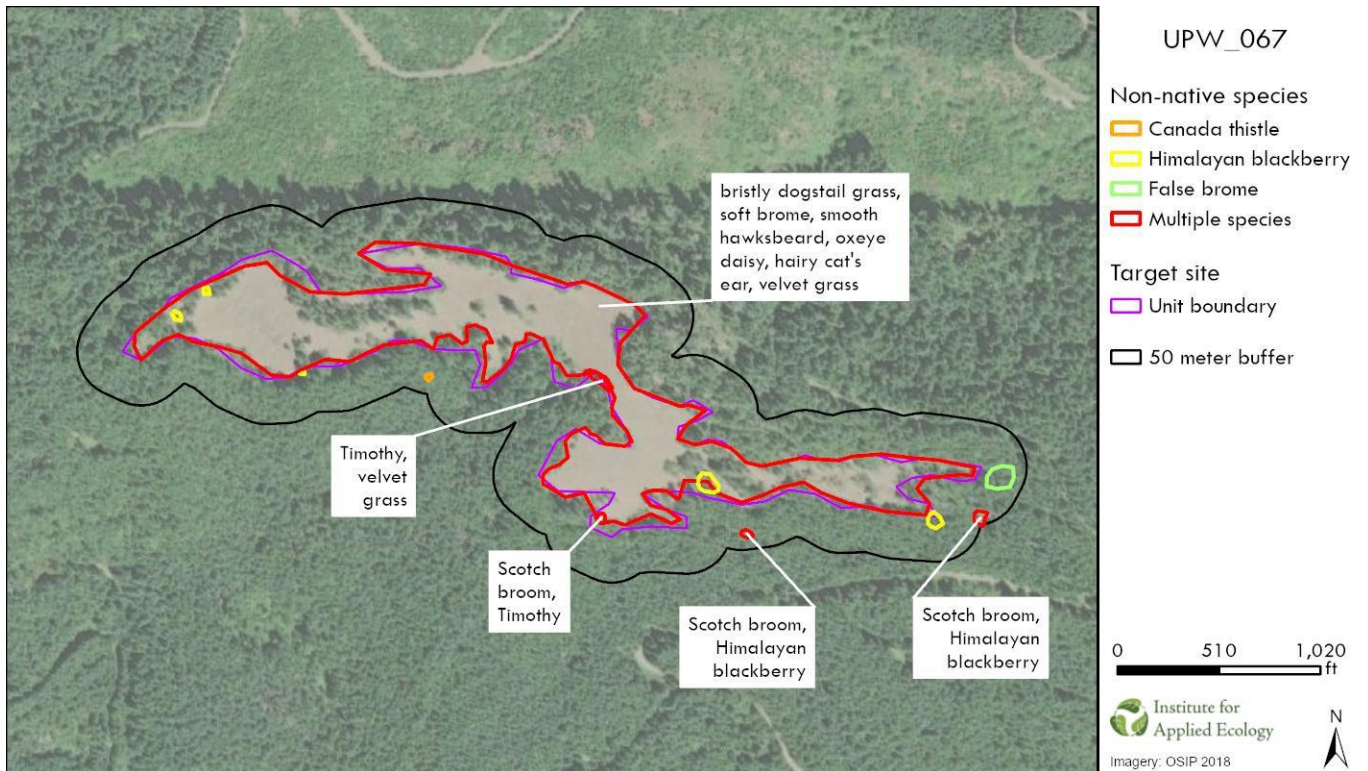 UPW_067
Non-native species
Canada thistle
Himalayan blackberry
False brome
Multiple species
Target site
Unit boundary
50 meter buffer
bristly dogstail grass,
soft brome, smooth
hawksbeard, oxeye
daisy, hairy cat's
ear, velvet grass
Timothy,
velvet
grass
Scotch
broom,
Timothy
Scotch broom,
Himalayan
blackberry
Scotch broom,
Himalayan
blackberry
0 510 1,020
ft
Institute for
Applied Ecology
N
Imagery: OSIP 2018